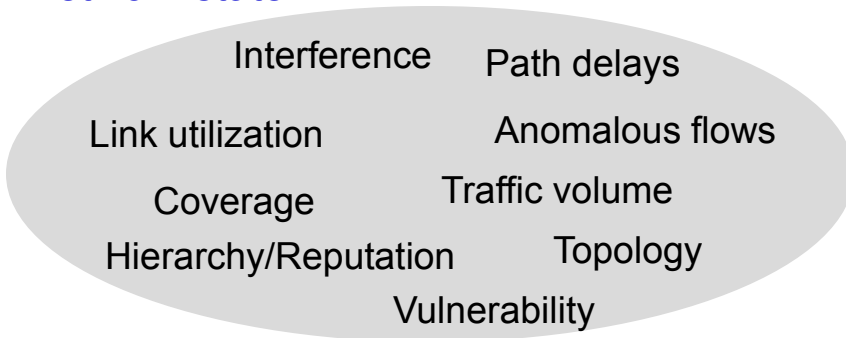 Interference
Path delays
Link utilization
Anomalous flows
Coverage
Traffic volume
Hierarchy/Reputation
Topology
Vulnerability